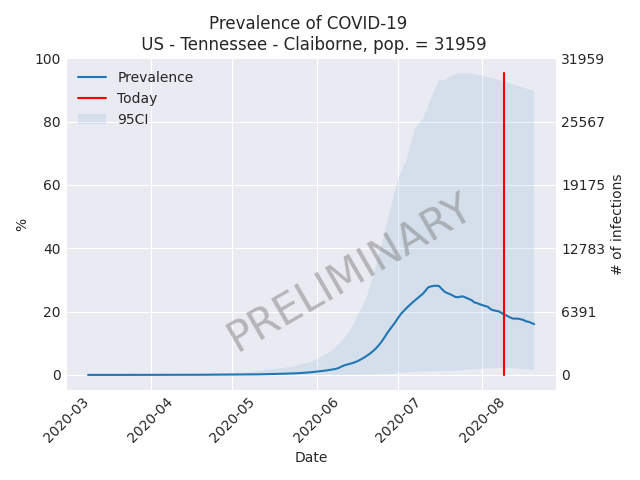 Prevalence of COVID-19
US - Tennessee - Claiborne, pop. = 31959
100
80
60
40
20
0
%
31959
25567
19175
12783
6391
0
# of infections
Prevalence
Today
95CI
PRELIMINARY
2020-03
2020-04
2020-05
2020-06
2020-07
2020-08
Date